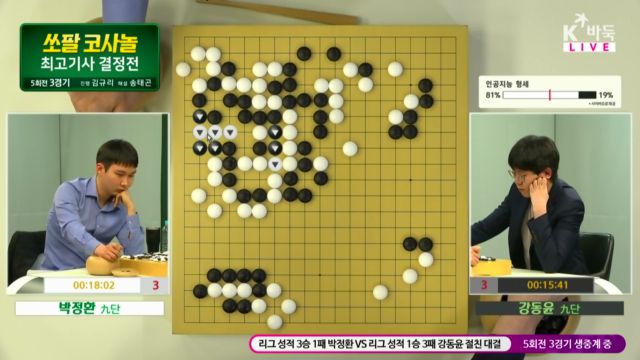 쏘팔 코사놀
최고기사 결정전
5회전 3경기 진행 김규리 해설 송태곤
K바둑
LIVE
인공지능 형세
81% 19%
00:18:02 3
박정환 九단
3 00:15:41
강동윤 九단
리그 성적 3승 1패 박정환 VS 리그 성적 1승 3패 강동윤 절친 대결
5회전 3경기 생중계 중